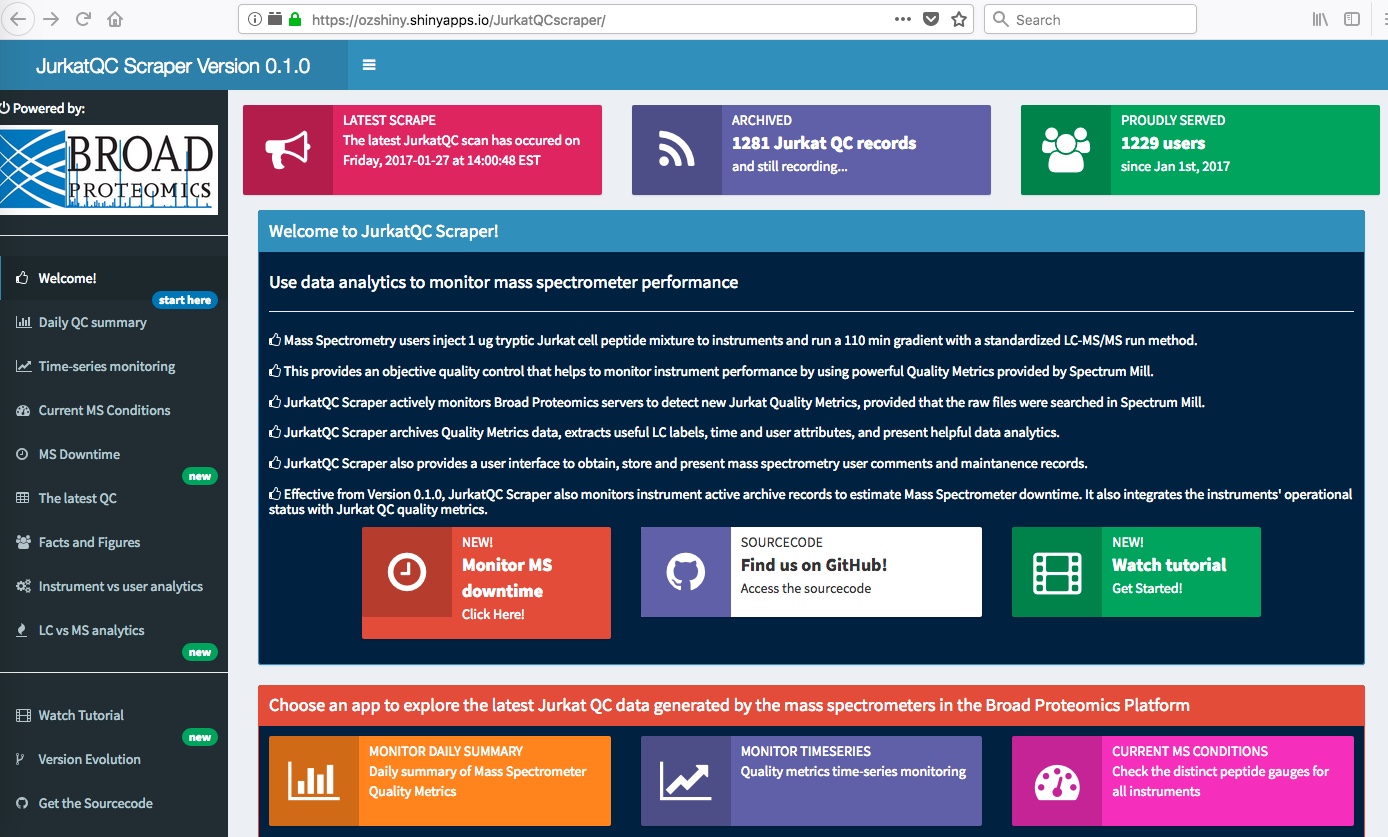 https://ozshiny.shinyapps.io/JurkatQCscraper/
Search
JurkatQC Scraper Version 0.1.0
Powered by:
BROAD
PROTEOMICS
Welcome!
start here
Daily QC summary
Time-series monitoring
Current MS Conditions
MS Downtime
new
The latest QC
Facts and Figures
Instrument vs user analytics
LC vs MS analytics
new
Watch Tutorial
new
Version Evolution
Get the Sourcecode
LATEST SCRAPE
The latest JurkatQC scan has occured on
Friday, 2017-01-27 at 14:00:48 EST
ARCHIVED
1281 Jurkat QC records
and still recording...
PROUDLY SERVED
1229 users
since Jan 1st, 2017
Welcome to JurkatQC Scraper!
Use data analytics to monitor mass spectrometer performance
Mass Spectrometry users inject 1 ug tryptic Jurkat cell peptide mixture to instruments and run a 110 min gradient with a standardized LC-MS/MS run method.
This provides an objective quality control that helps to monitor instrument performance by using powerful Quality Metrics provided by Spectrum Mill.
JurkatQC Scraper actively monitors Broad Proteomics servers to detect new Jurkat Quality Metrics, provided that the raw files were searched in Spectrum Mill.
JurkatQC Scraper archives Quality Metrics data, extracts useful LC labels, time and user attributes, and present helpful data analytics.
JurkatQC Scraper also provides a user interface to obtain, store and present mass spectrometry user comments and maintanence records.
Effective from Version 0.1.0, JurkatQC Scraper also monitors instrument active archive records to estimate Mass Spectrometer downtime. It also integrates the instruments' operational
status with Jurkat QC quality metrics.
NEW!
Monitor MS
downtime
Click Here!
SOURCECODE
Find us on GitHub!
Access the sourcecode
NEW!
Watch tutorial
Get Started!
Choose an app to explore the latest Jurkat QC data generated by the mass spectrometers in the Broad Proteomics Platform
MONITOR DAILY SUMMARY
Daily summary of Mass Spectrometer
Quality Metrics
MONITOR TIMESERIES
Quality metrics time-series monitoring
CURRENT MS CONDITIONS
Check the distinct peptide gauges for
all instruments